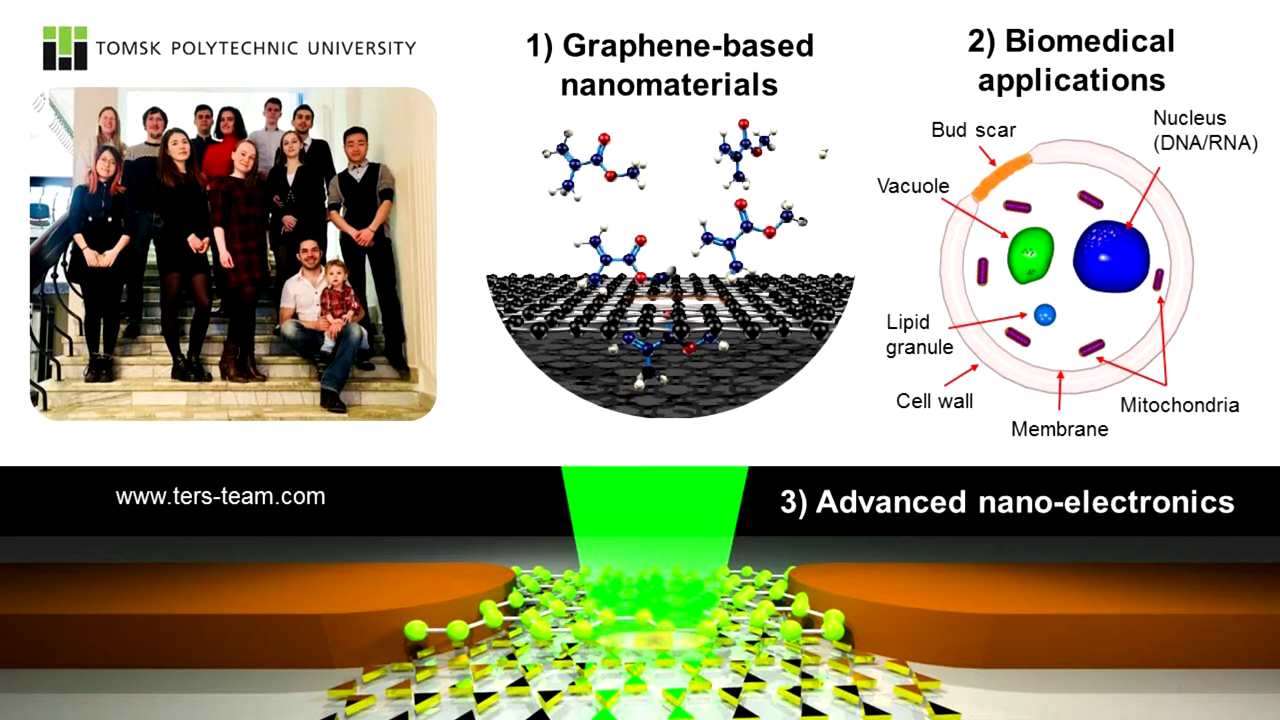 TOMSK POLYTECHNIC UNIVERSITY
1) Graphene-based
nanomaterials
2) Biomedical
applications
Bud scar
Nucleus
(DNA/RNA)
Vacuole
Lipid
granule
Cell wall
Membrane
Mitochondria
www.ters-team.com
3) Advanced nano-electronics